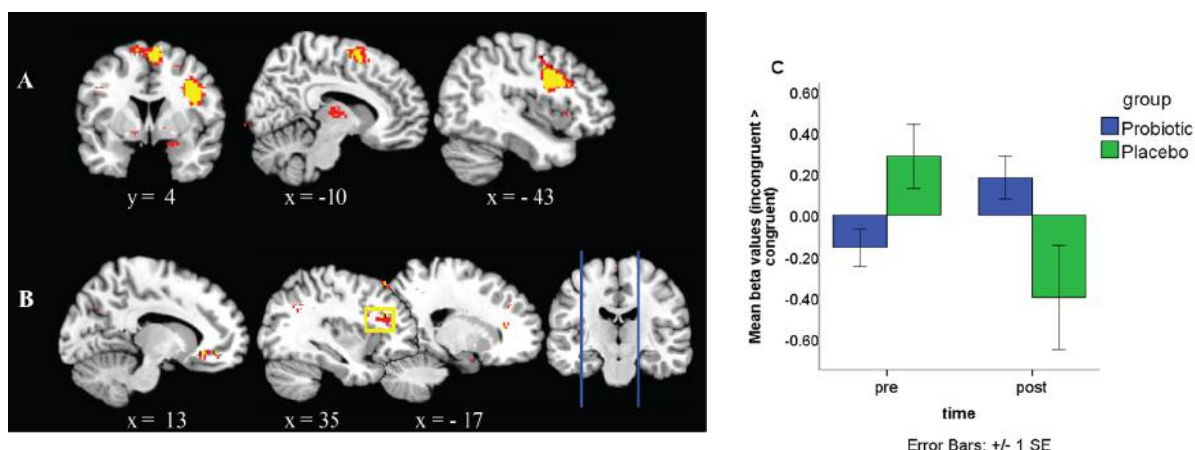 A
y = 4
x = -10
x = - 43
B
x = 13
x = 35
x = - 17
C
Mean beta values (incongruent >
congruent)
0.60
0.40
0.20
0.00
-0.20
-0.40
-0.60
pre
post
time
group
Probiotic
Placebo
Error Bars: +/- 1 SE